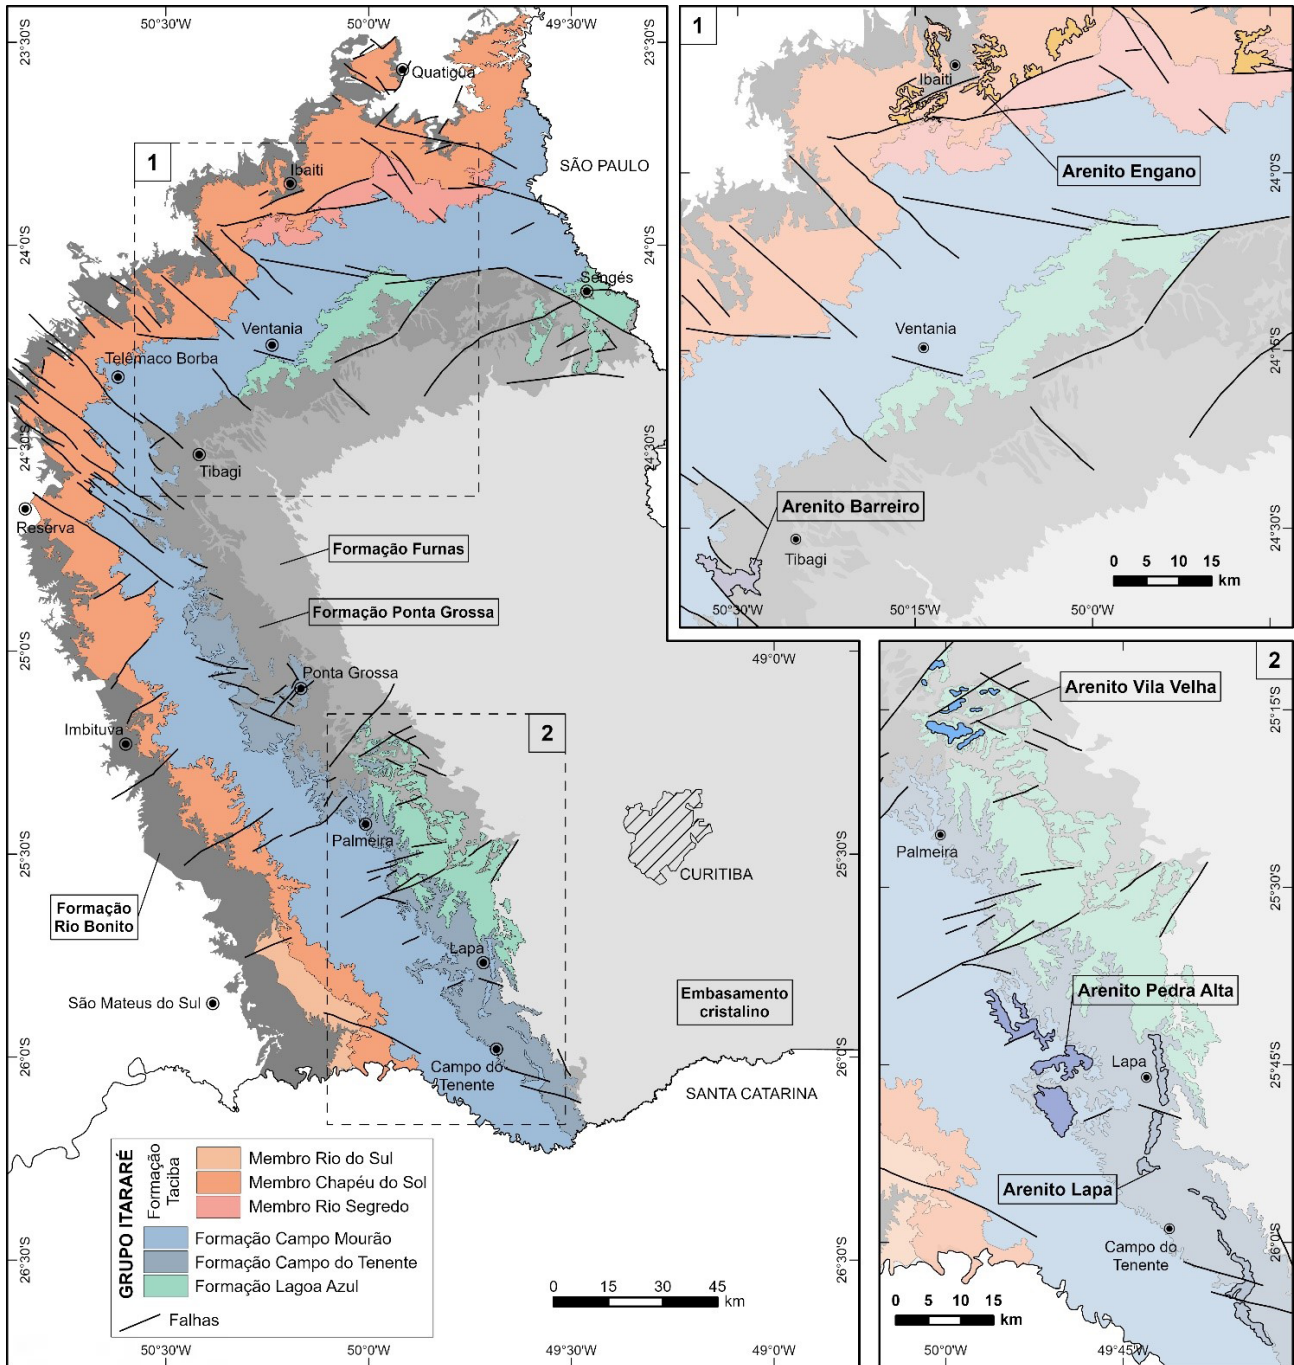 50°30'W
50°0'W
49°30'W
23°30'S
23°30'S
Quatigua
1
SÃO PAULO
Ibaiti
24°0'S
24°0'S
Sengés
Ventania
Telêmaco Borba
24°30'S
24°30'S
Tibagi
Reserva
Formação Furnas
Formação Ponta Grossa
25°0'S
49°0'W
Ponta Grossa
Imbituva
2
Palmeira
25°30'S
25°30'S
CURITIBA
Formação
Rio Bonito
Lapa
São Mateus do Sul
Embasamento
cristalino
26°0'S
26°0'S
Campo do
Tenente
SANTA CATARINA
GRUPO ITARARÉ
Formação
Taciba
Membro Rio do Sul
Membro Chapéu do Sol
Membro Rio Segredo
Formação Campo Mourão
Formação Campo do Tenente
Formação Lagoa Azul
Falhas
26°30'S
26°30'S
0 15 30 45
km
50°30'W
50°0'W
49°30'W
49°0'W
1
Ibaiti
Arenito Engano
24°0'S
Ventania
24°15'S
Arenito Barreiro
Tibagi
24°30'S
0 5 10 15
km
50°30'W
50°15'W
50°0'W
2
Arenito Vila Velha
25°15'S
Palmeira
25°30'S
Arenito Pedra Alta
Lapa
25°45'S
Arenito Lapa
Campo do
Tenente
26°0'S
0 5 10 15
km
50°0'W
49°45'W